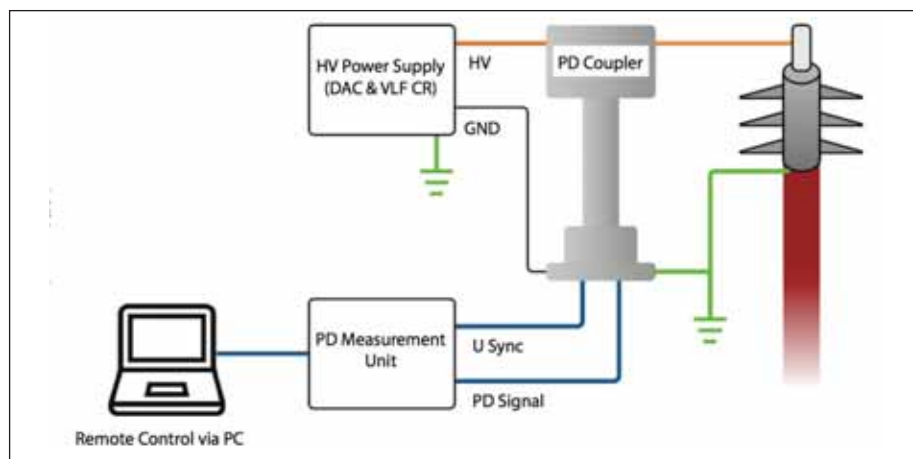 HV Power Supply
(DAC & VLF CR)
HV
PD Coupler
GND
PD Measurement
Unit
U Sync
PD Signal
Remote Control via PC